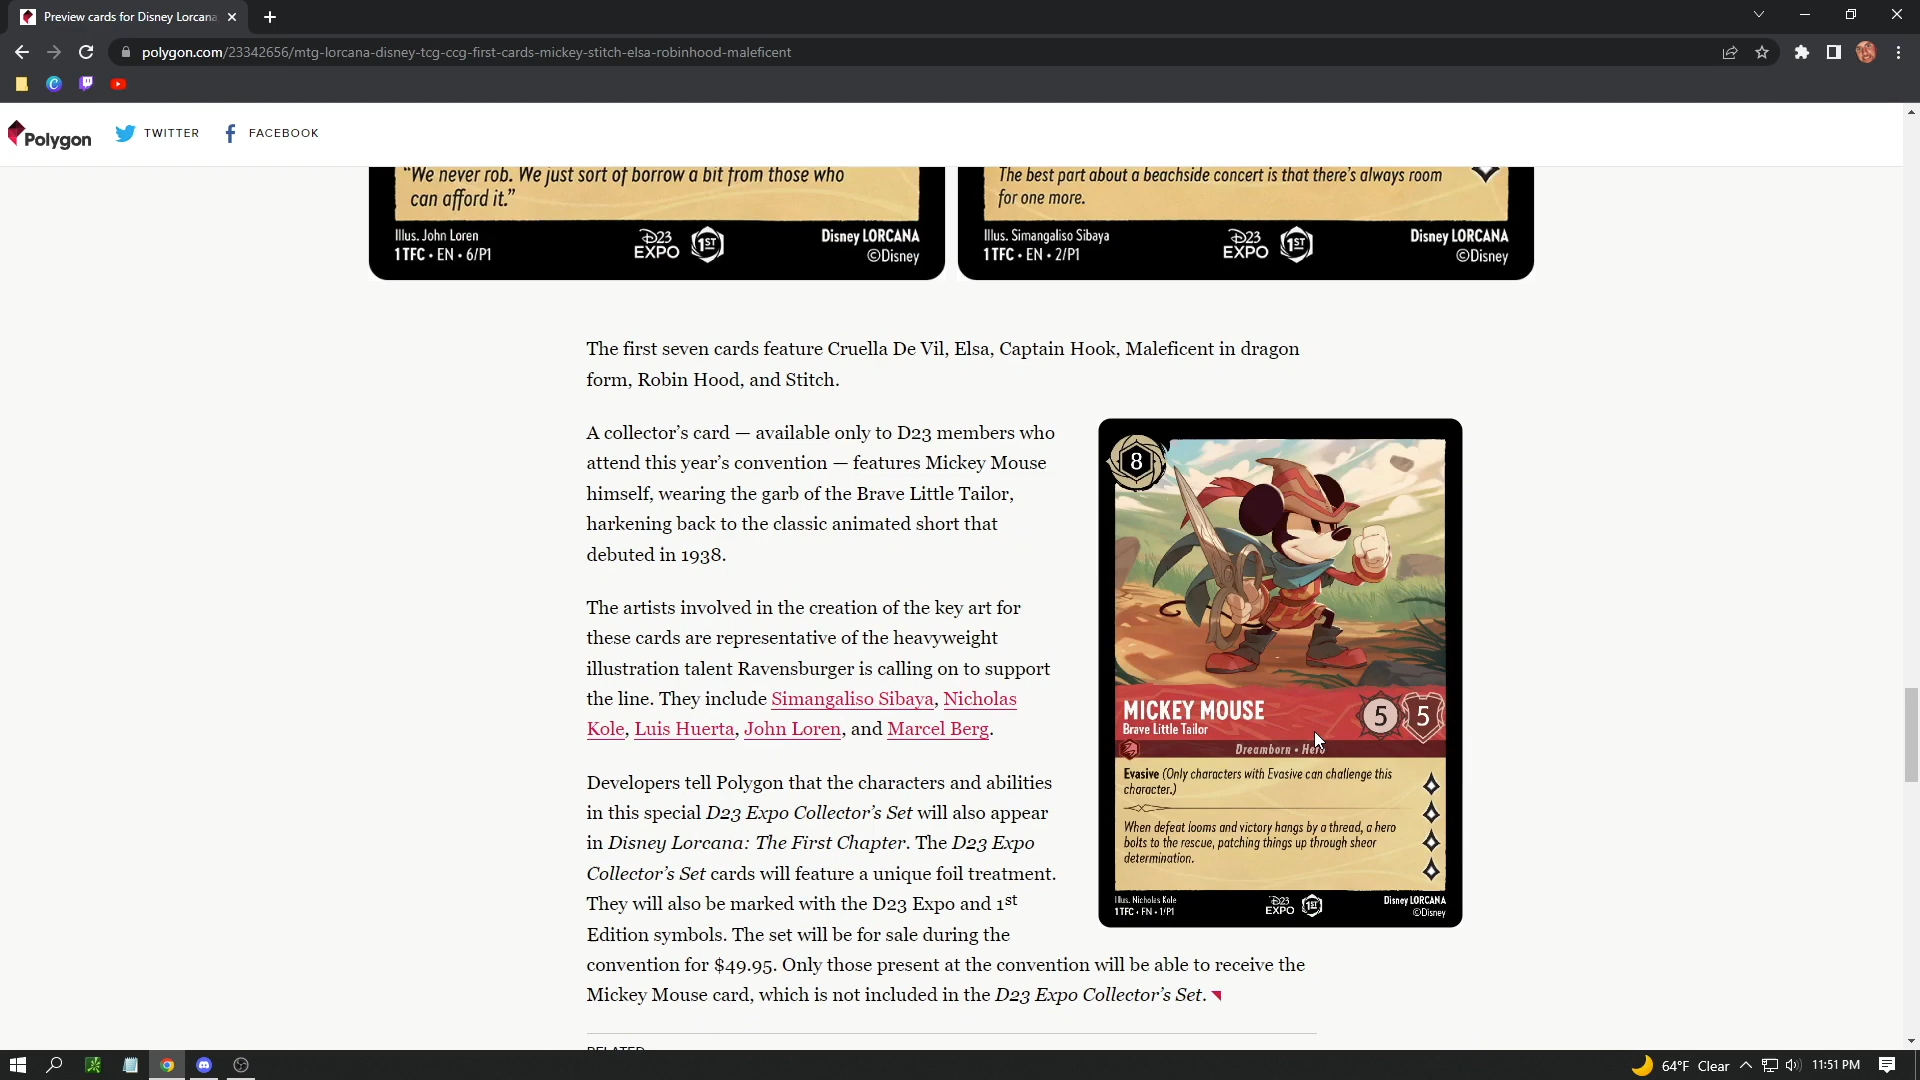 Preview cards for Disney Lorcana
polygon.com/23342656/mtg-lorcana-disney-tcg-ccg-first-cards-mickey-stitch-elsa-robinhood-maleficent
Polygon
TWITTER
FACEBOOK
"We never rob. We just sort of borrow a bit from those who
can afford it."
Illus. John Loren
1TFC • EN • 6/P1
D23
EXPO
1ST
Disney LORCANA
©Disney
The best part about a beachside concert is that there's always room
for one more.
Illus. Simangaliso Sibaya
1TFC • EN • 2/P1
D23
EXPO
1ST
Disney LORCANA
©Disney
The first seven cards feature Cruella De Vil, Elsa, Captain Hook, Maleficent in dragon
form, Robin Hood, and Stitch.
A collector's card — available only to D23 members who
attend this year's convention — features Mickey Mouse
himself, wearing the garb of the Brave Little Tailor,
harkening back to the classic animated short that
debuted in 1938.
The artists involved in the creation of the key art for
these cards are representative of the heavyweight
illustration talent Ravensburger is calling on to support
the line. They include Simangaliso Sibaya, Nicholas
Kole, Luis Huerta, John Loren, and Marcel Berg.
Developers tell Polygon that the characters and abilities
in this special D23 Expo Collector's Set will also appear
in Disney Lorcana: The First Chapter. The D23 Expo
Collector's Set cards will feature a unique foil treatment.
They will also be marked with the D23 Expo and 1st
Edition symbols. The set will be for sale during the
convention for $49.95. Only those present at the convention will be able to receive the
Mickey Mouse card, which is not included in the D23 Expo Collector's Set.
8
MICKEY MOUSE
Brave Little Tailor
5
5
Dreamborn • Hero
Evasive (Only characters with Evasive can challenge this
character.)
When defeat looms and victory hangs by a thread, a hero
bolts to the rescue, patching things up through shear
determination.
Illus. Nicholas Kole
1TFC • EN • 1/P1
D23
EXPO
1ST
Disney LORCANA
©Disney
RELATED
64°F Clear
11:51 PM